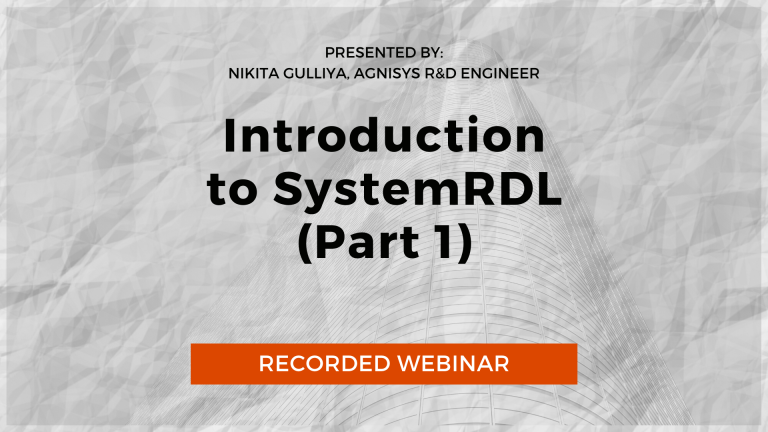 PRESENTED BY:
NIKITA GULLIYA, AGNISYS R&D ENGINEER
Introduction
to SystemRDL
(Part 1)
RECORDED WEBINAR